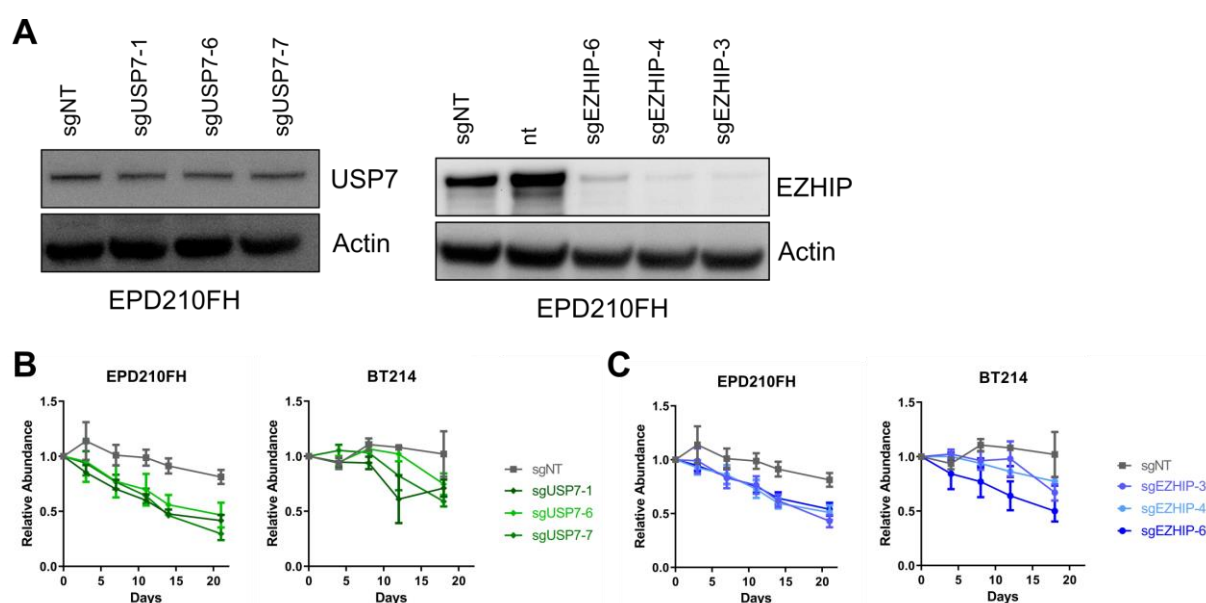 A
sgNT
sgUSP7-1
sgUSP7-6
sgUSP7-7
USP7
Actin
EPD210FH
sgNT
nt
sgEZHIP-6
sgEZHIP-4
sgEZHIP-3
EZHIP
Actin
EPD210FH
B
EPD210FH
Relative Abundance
1.5
1.0
0.5
0.0
0 5 10 15 20
Days
BT214
1.5
1.0
0.5
0.0
0 5 10 15 20
Days
sgNT
sgUSP7-1
sgUSP7-6
sgUSP7-7
C
EPD210FH
Relative Abundance
1.5
1.0
0.5
0.0
0 5 10 15 20
Days
BT214
Relative Abundance
1.5
1.0
0.5
0.0
0 5 10 15 20
Days
sgNT
sgEZHIP-3
sgEZHIP-4
sgEZHIP-6